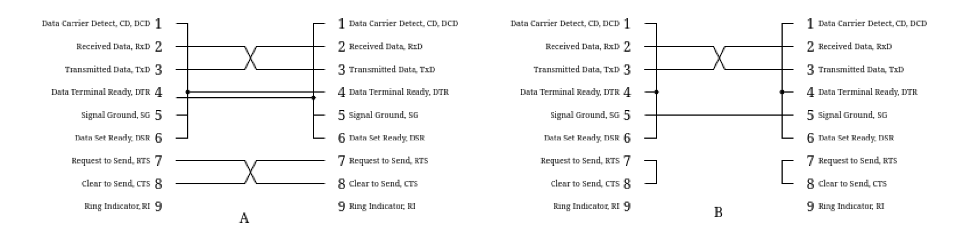 Data Carrier Detect, CD, DCD 1 1 Data Carrier Detect, CD, DCD
Received Data, RxD 2 2 Received Data, RxD
Transmitted Data, TxD 3 3 Transmitted Data, TxD
Data Terminal Ready, DTR 4 4 Data Terminal Ready, DTR
Signal Ground, SG 5 5 Signal Ground, SG
Data Set Ready, DSR 6 6 Data Set Ready, DSR
Request to Send, RTS 7 7 Request to Send, RTS
Clear to Send, CTS 8 8 Clear to Send, CTS
Ring Indicator, RI 9 9 Ring Indicator, RI
A
Data Carrier Detect, CD, DCD 1 1 Data Carrier Detect, CD, DCD
Received Data, RxD 2 2 Received Data, RxD
Transmitted Data, TxD 3 3 Transmitted Data, TxD
Data Terminal Ready, DTR 4 4 Data Terminal Ready, DTR
Signal Ground, SG 5 5 Signal Ground, SG
Data Set Ready, DSR 6 6 Data Set Ready, DSR
Request to Send, RTS 7 7 Request to Send, RTS
Clear to Send, CTS 8 8 Clear to Send, CTS
Ring Indicator, RI 9 9 Ring Indicator, RI
B